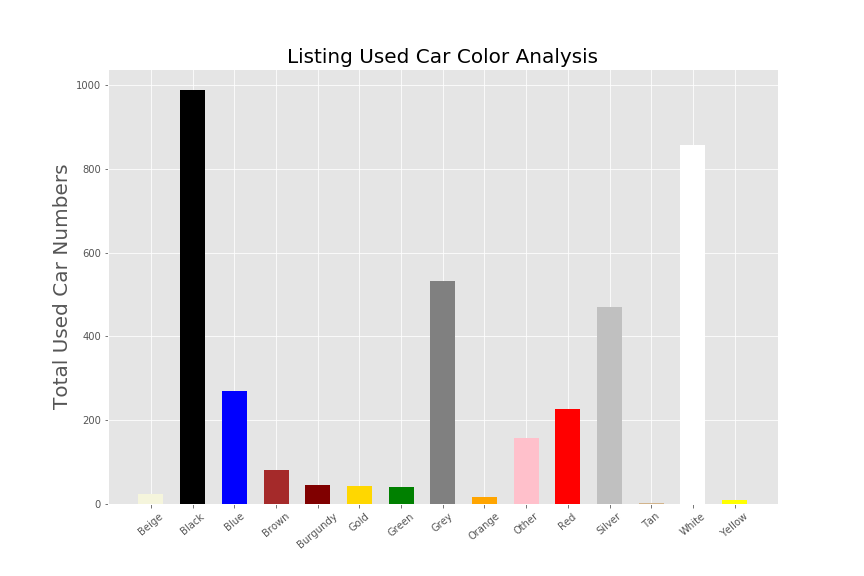 Listing Used Car Color Analysis
Total Used Car Numbers
1000
800
600
400
200
0
Beige
Black
Blue
Brown
Burgundy
Gold
Green
Grey
Orange
Other
Red
Silver
Tan
White
Yellow